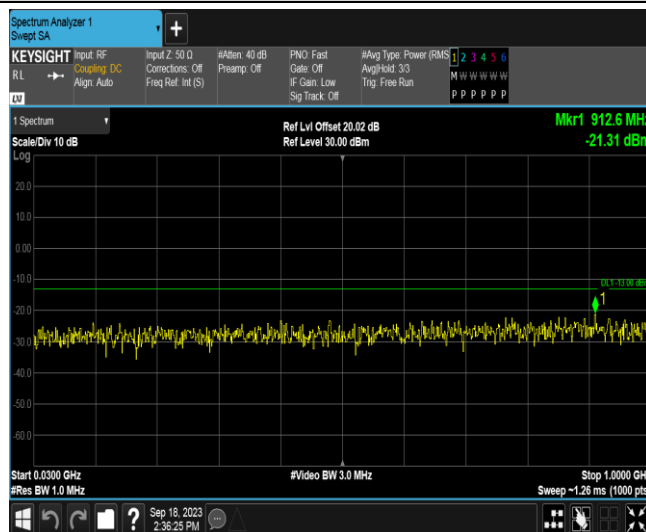 Spectrum Analyzer 1
Swept SA
+
KEYSIGHT
RL
LXI
Input: RF
Coupling: DC
Align: Auto
Input Z: 50 Ω
Corrections: Off
Freq Ref: Int (S)
#Atten: 40 dB
Preamp: Off
PNO: Fast
Gate: Off
IF Gain: Low
Sig Track: Off
#Avg Type: Power (RMS
Avg|Hold: 3/3
Trig: Free Run
1 2 3 4 5 6
M W W W W W
P P P P P P
1 Spectrum
Scale/Div 10 dB
Log
Ref Lvl Offset 20.02 dB
Ref Level 30.00 dBm
Mkr1 912.6 MHz
-21.31 dBm
20.0
10.0
0.00
-10.0
DL1 -13.00 dBm
1
-20.0
-30.0
-40.0
-50.0
-60.0
Start 0.0300 GHz
#Res BW 1.0 MHz
#Video BW 3.0 MHz
Stop 1.0000 GH
Sweep ~1.26 ms (1000 pts
?
Sep 18, 2023
2:36:25 PM